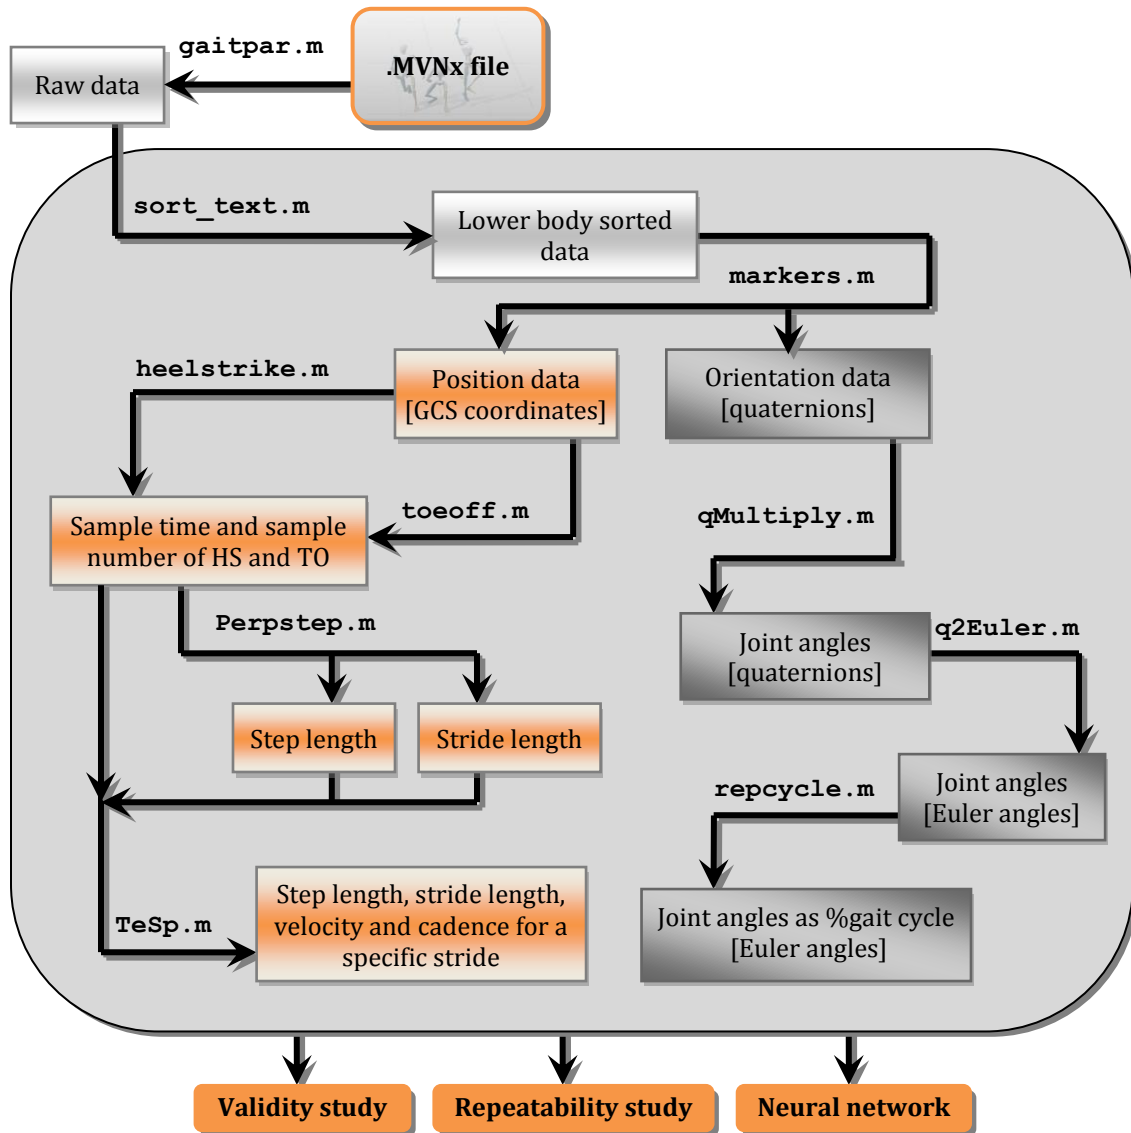 gaitpar.m
.MVNx file
Raw data
sort_text.m
Lower body sorted
data
markers.m
heelstrike.m
Position data
[GCS coordinates]
Orientation data
[quaternions]
toeoff.m
Sample time and sample
number of HS and TO
qMultiply.m
Perpstep.m
Joint angles
[quaternions]
q2Euler.m
Step length
Stride length
repcycle.m
Joint angles
[Euler angles]
TeSp.m
Step length, stride length,
velocity and cadence for a
specific stride
Joint angles as %gait cycle
[Euler angles]
Validity study
Repeatability study
Neural network